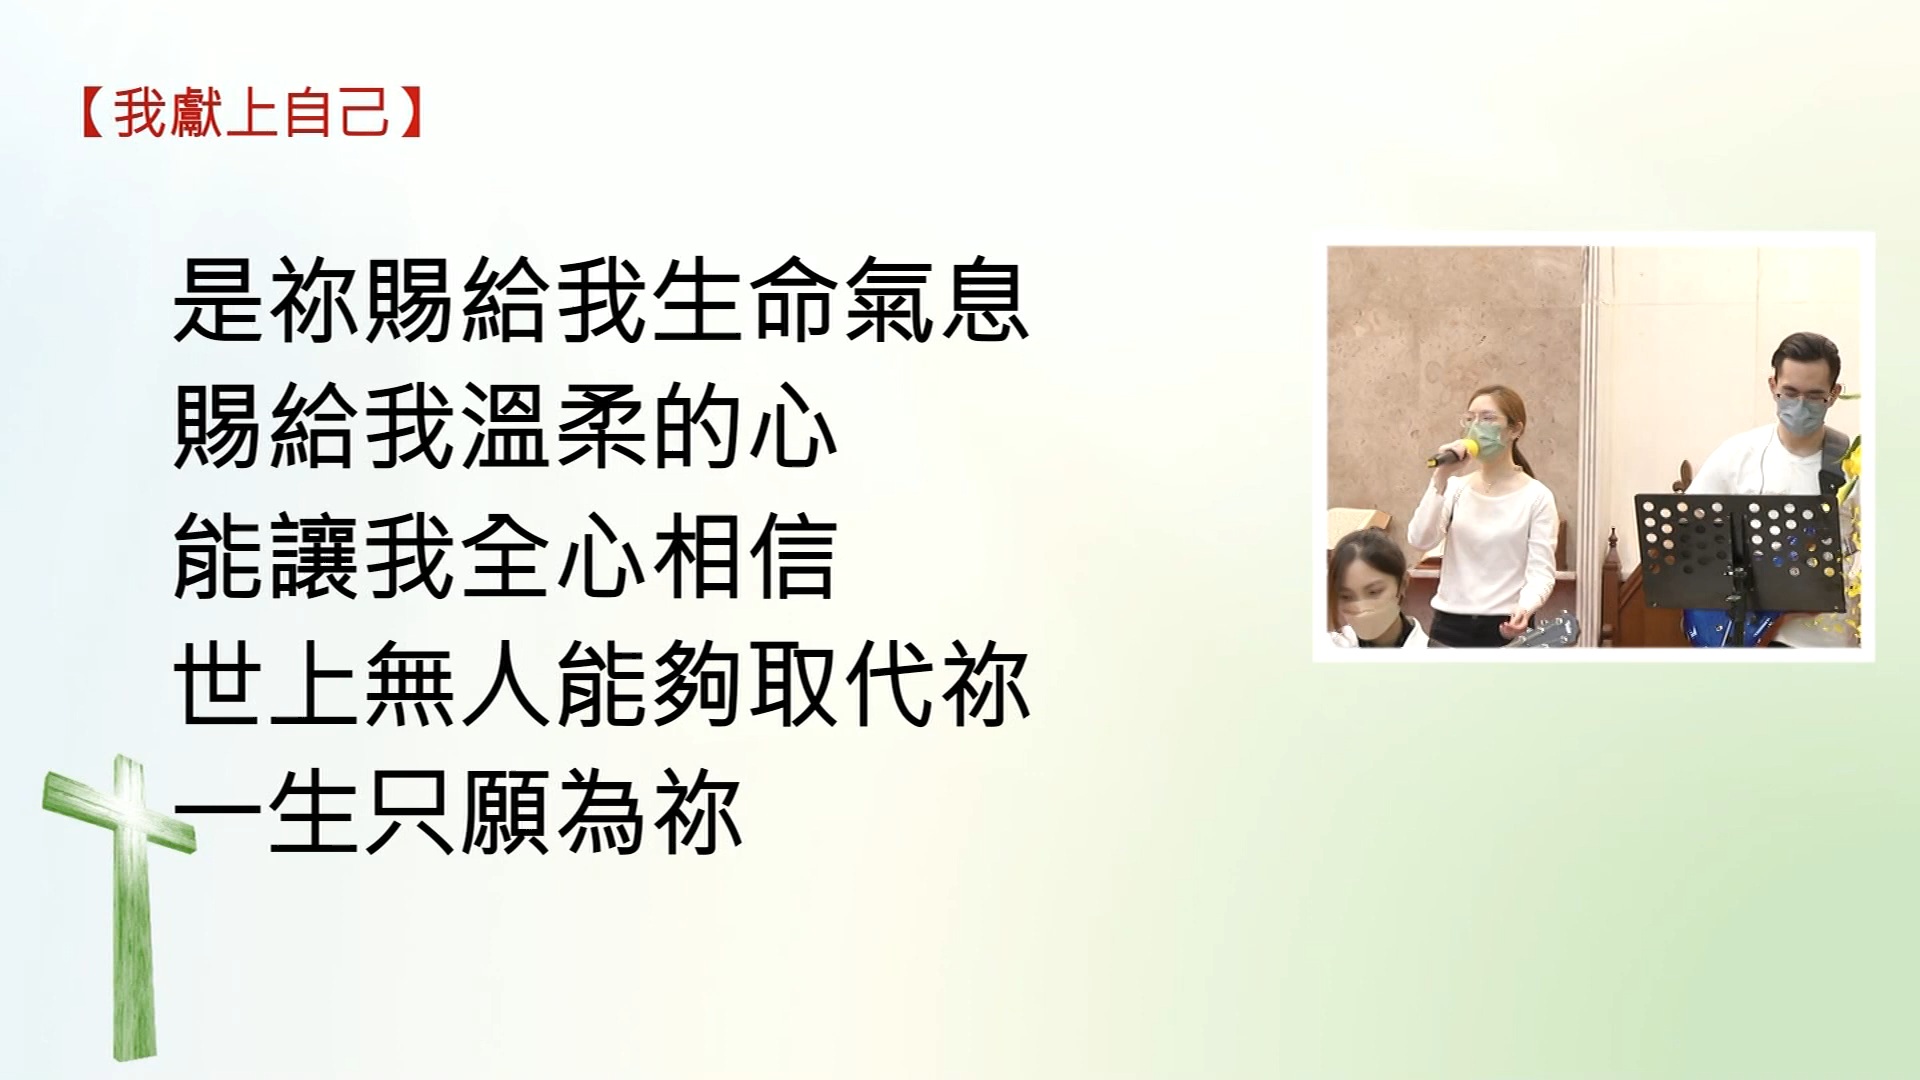 【我獻上自己】
是祢賜給我生命氣息
賜給我溫柔的心
能讓我全心相信
世上無人能夠取代祢
一生只願為祢